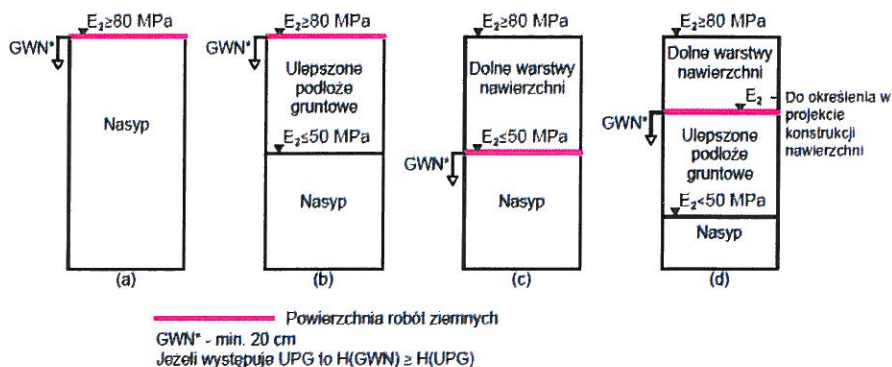 E₂≥80 MPa
GWN*
Nasyp
(a)
E₂≥80 MPa
GWN*
Ulepszone
podłoże
gruntowe
E₂≤50 MPa
Nasyp
(b)
E₂≥80 MPa
Dolne warstwy
nawierzchni
E₂≤50 MPa
GWN*
Nasyp
(c)
E₂≥80 MPa
Dolne warstwy
nawierzchni
E₂ – Do określenia w
projekcie
konstrukcji
nawierzchni
GWN*
Ulepszone
podłoże
gruntowe
E₂<50 MPa
Nasyp
(d)
Powierzchnia robót ziemnych
GWN* - min. 20 cm
Jeżeli występuje UPG to H(GWN) ≥ H(UPG)